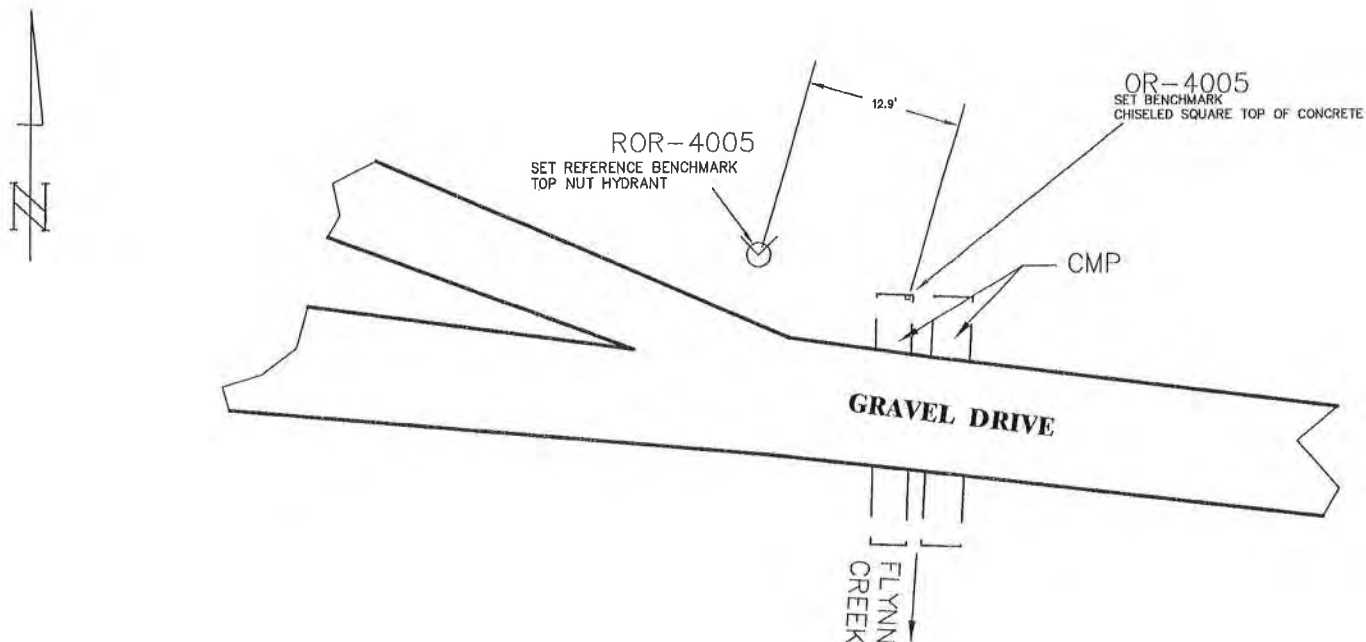 N
12.9'
OR-4005
SET BENCHMARK
CHISELED SQUARE TOP OF CONCRETE
ROR-4005
SET REFERENCE BENCHMARK
TOP NUT HYDRANT
CMP
GRAVEL DRIVE
FLYNN
CREEK